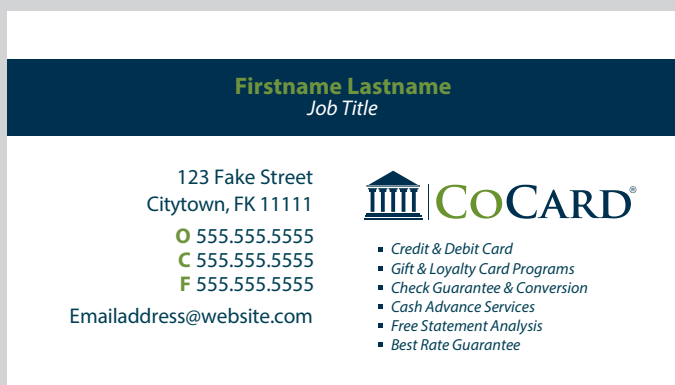 Firstname Lastname
Job Title
123 Fake Street
Citytown, FK 11111
O 555.555.5555
C 555.555.5555
F 555.555.5555
Emailaddress@website.com
COCARD®
Credit & Debit Card
Gift & Loyalty Card Programs
Check Guarantee & Conversion
Cash Advance Services
Free Statement Analysis
Best Rate Guarantee